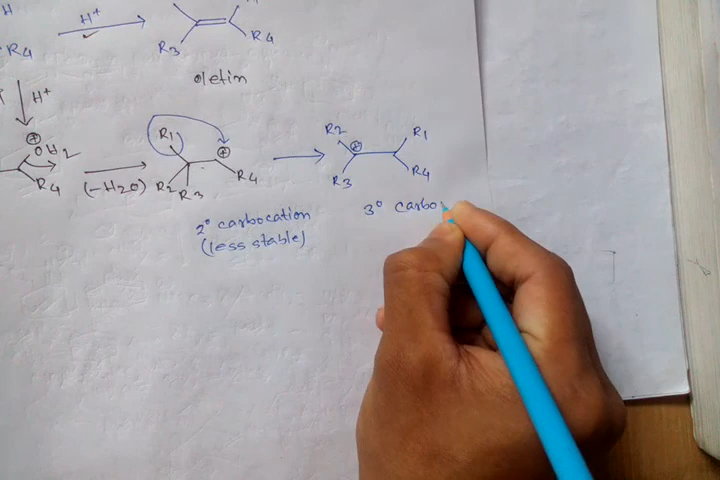 H
H+
R4
R3
R4
oletin
H+
⊕
OH2
R4
(-H2O)
R1
⊕
R2
R3
R4
R2
⊕
R1
R3
R4
2° carbocation
(less stable)
3° carbo